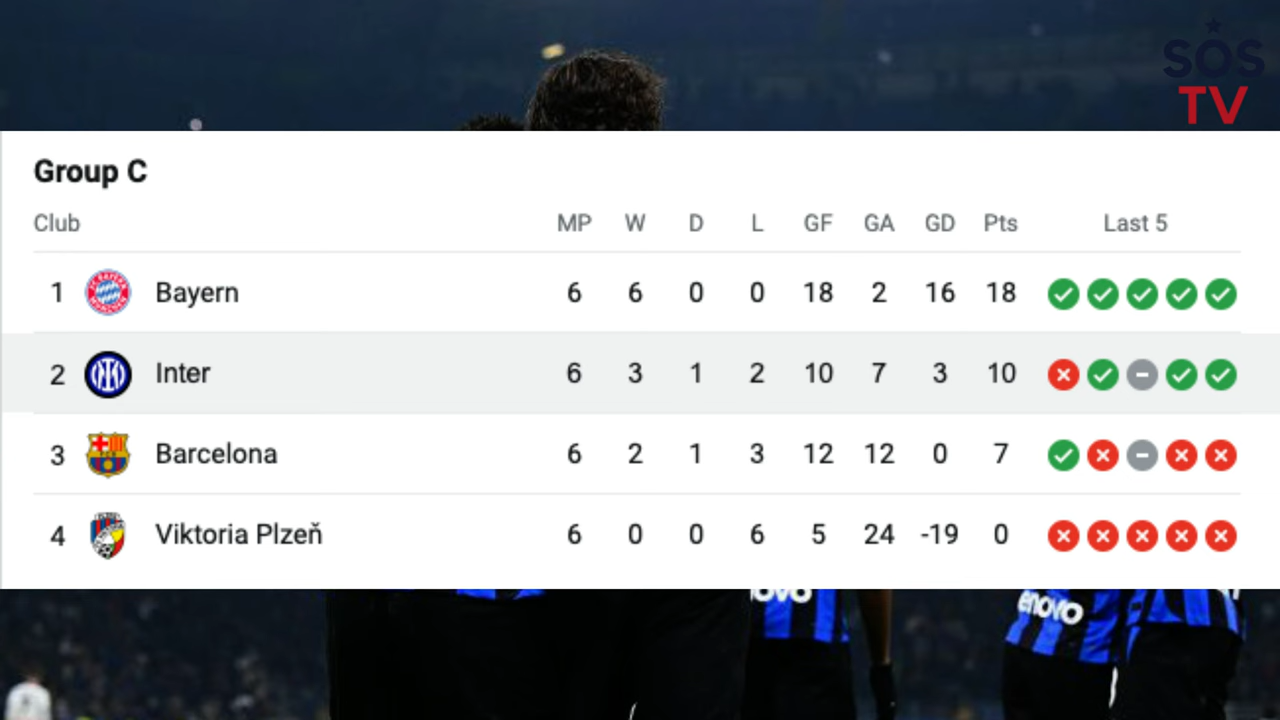 SOS
TV
Group C
Club MP W D L GF GA GD Pts Last 5
1 Bayern 6 6 0 0 18 2 16 18
2 Inter 6 3 1 2 10 7 3 10
3 Barcelona 6 2 1 3 12 12 0 7
4 Viktoria Plzeň 6 0 0 6 5 24 -19 0
enovo